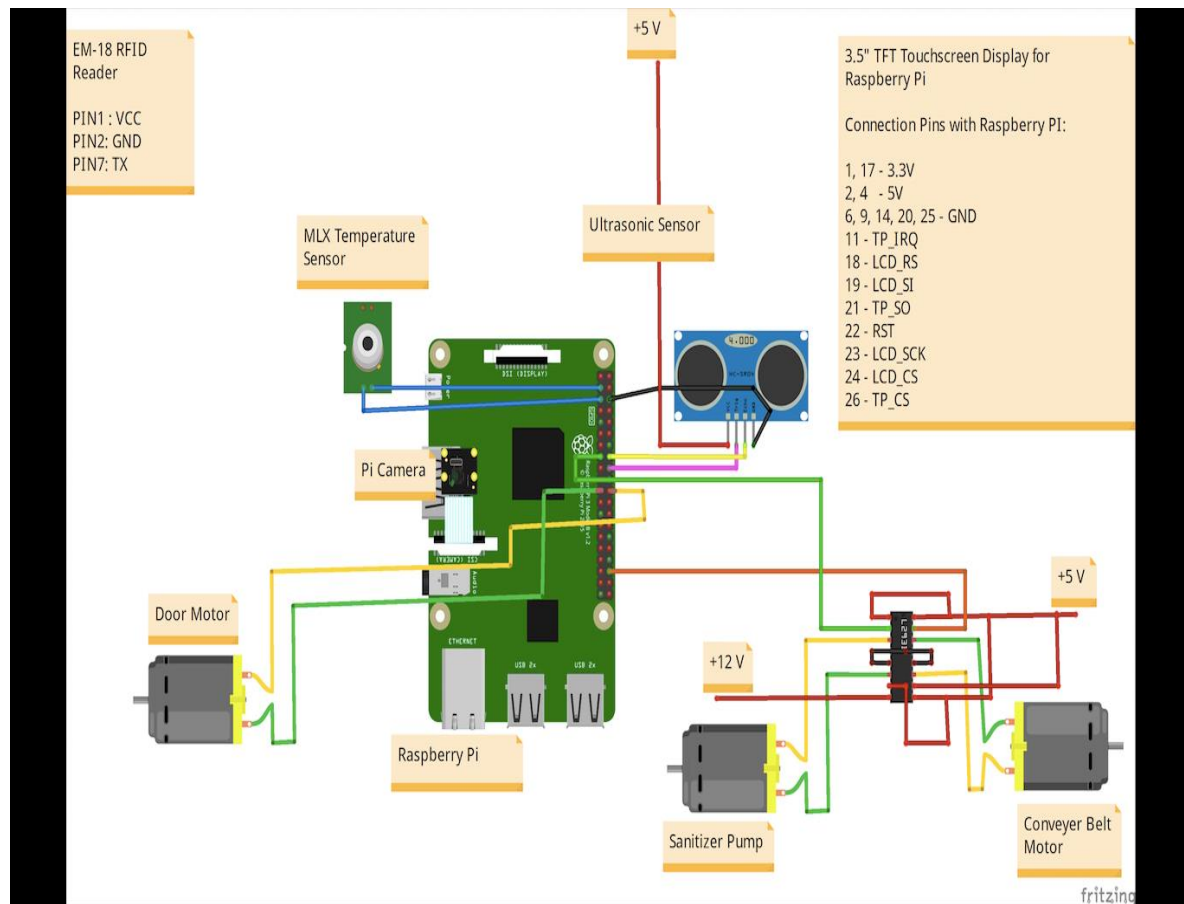 EM-18 RFID
Reader
PIN1 : VCC
PIN2: GND
PIN7: TX
+5 V
3.5" TFT Touchscreen Display for
Raspberry Pi
Connection Pins with Raspberry PI:
1, 17 - 3.3V
2, 4 - 5V
6, 9, 14, 20, 25 - GND
11 - TP_IRQ
18 - LCD_RS
19 - LCD_SI
21 - TP_SO
22 - RST
23 - LCD_SCK
24 - LCD_CS
26 - TP_CS
Ultrasonic Sensor
MLX Temperature
Sensor
4.000
DSI (DISPLAY)
Power
GPIO
Pi Camera
CSI (CAMERA)
Audio
Door Motor
ETHERNET
USB 2x
USB 2x
Raspberry Pi
+5 V
+12 V
Sanitizer Pump
Conveyer Belt
Motor
fritzing